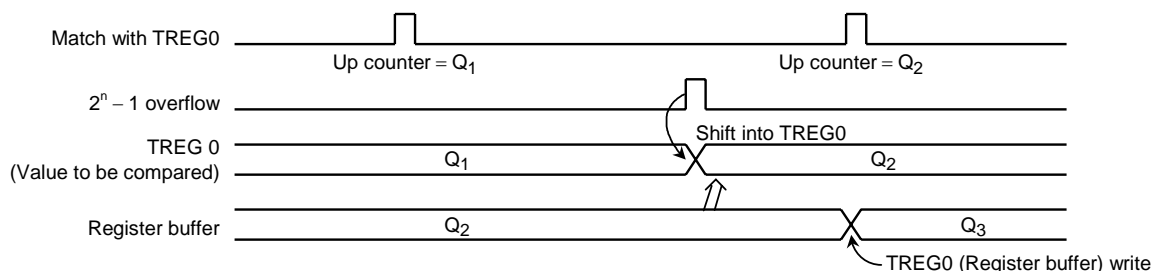 Match with TREG0
Up counter = Q1
Up counter = Q2
2ⁿ – 1 overflow
Shift into TREG0
TREG 0
(Value to be compared)
Q1
Q2
Register buffer
Q2
Q3
TREG0 (Register buffer) write